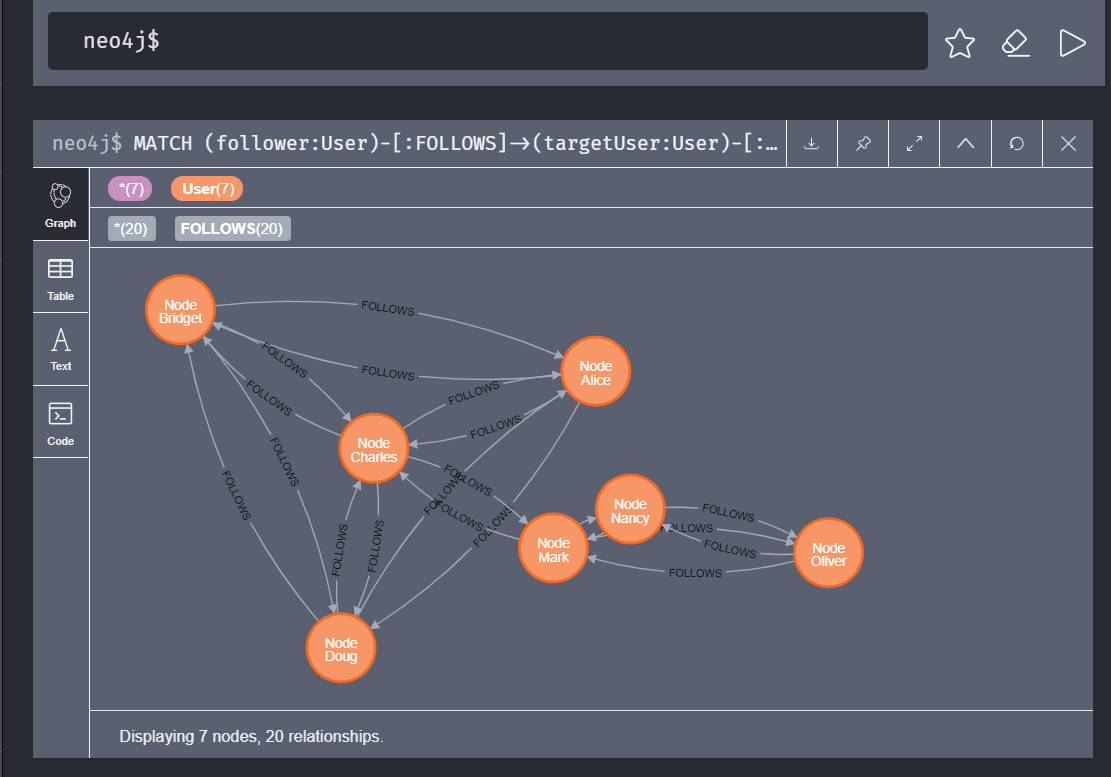 neo4j$
neo4j$ MATCH (follower:User)-[:FOLLOWS]->(targetUser:User)-[:…
*(7) User(7)
Graph
*(20) FOLLOWS(20)
Table
Text
Code
Node
Bridget
FOLLOWS
FOLLOWS
FOLLOWS
Node
Alice
FOLLOWS
FOLLOWS
FOLLOWS
Node
Charles
FOLLOWS
FOLLOWS
FOLLOWS
FOLLOWS
FOLLOWS
FOLLOWS
FOLLOWS
Node
Nancy
FOLLOWS
FOLLOWS
FOLLOWS
FOLLOWS
Node
Mark
Node
Oliver
FOLLOWS
FOLLOWS
Node
Doug
Displaying 7 nodes, 20 relationships.